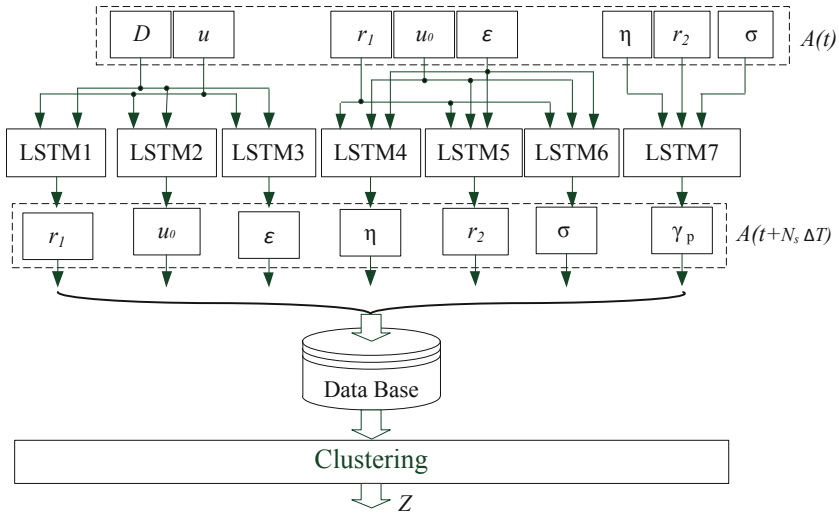 D u r₁ u₀ ε η r₂ σ A(t)
LSTM1 LSTM2 LSTM3 LSTM4 LSTM5 LSTM6 LSTM7
r₁ u₀ ε η r₂ σ γₚ A(t+Nₛ ΔT)
Data Base
Clustering
Z